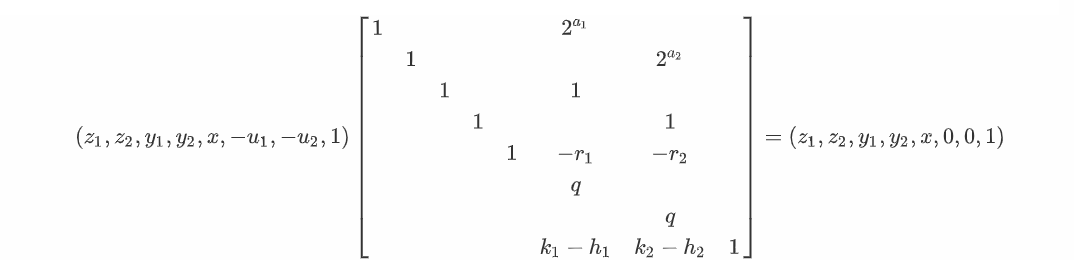 1 2^{a_1}
1 2^{a_2}
1 1
(z_1, z_2, y_1, y_2, x, -u_1, -u_2, 1) 1 1 = (z_1, z_2, y_1, y_2, x, 0, 0, 1)
1 -r_1 -r_2
q
q
k_1 - h_1 k_2 - h_2 1